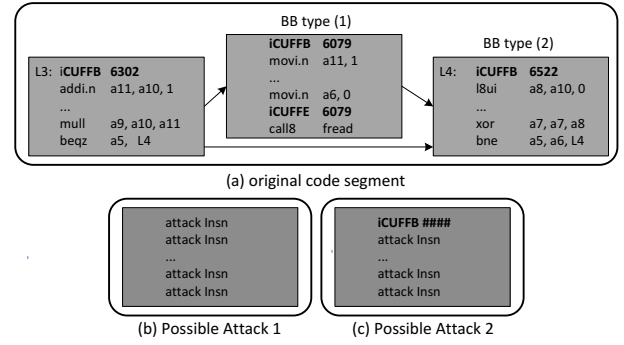 BB type (1)
iCUFFB 6079
movi.n a11, 1
...
movi.n a6, 0
iCUFFE 6079
call8 fread
BB type (2)
L3: iCUFFB 6302
addi.n a11, a10, 1
...
mull a9, a10, a11
beqz a5, L4
L4: iCUFFB 6522
l8ui a8, a10, 0
...
xor a7, a7, a8
bne a5, a6, L4
(a) original code segment
attack Insn
attack Insn
...
attack Insn
attack Insn
(b) Possible Attack 1
iCUFFB ####
attack Insn
...
attack Insn
attack Insn
(c) Possible Attack 2